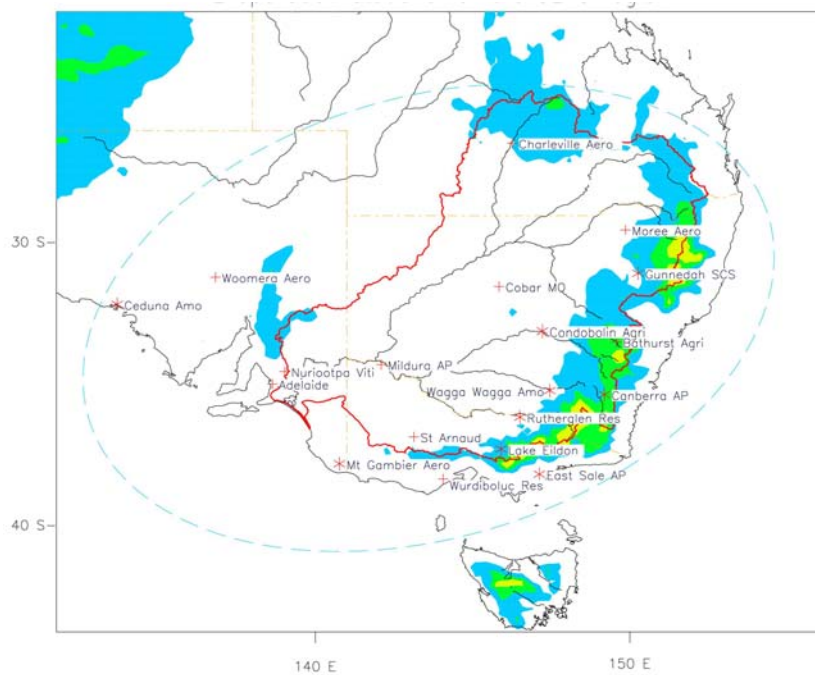 Charleville Aero
30 S
Moree Aero
Woomera Aero
Gunnedah SCS
Cobar MO
Ceduna Amo
Condobolin Agri
Bathurst Agri
Mildura AP
Nuriootpa Viti
Adelaide
Wagga Wagga Amo
Canberra AP
Rutherglen Res
St Arnaud
Lake Eildon
Mt Gambier Aero
East Sale AP
Wurdiboluc Res
40 S
140 E
150 E